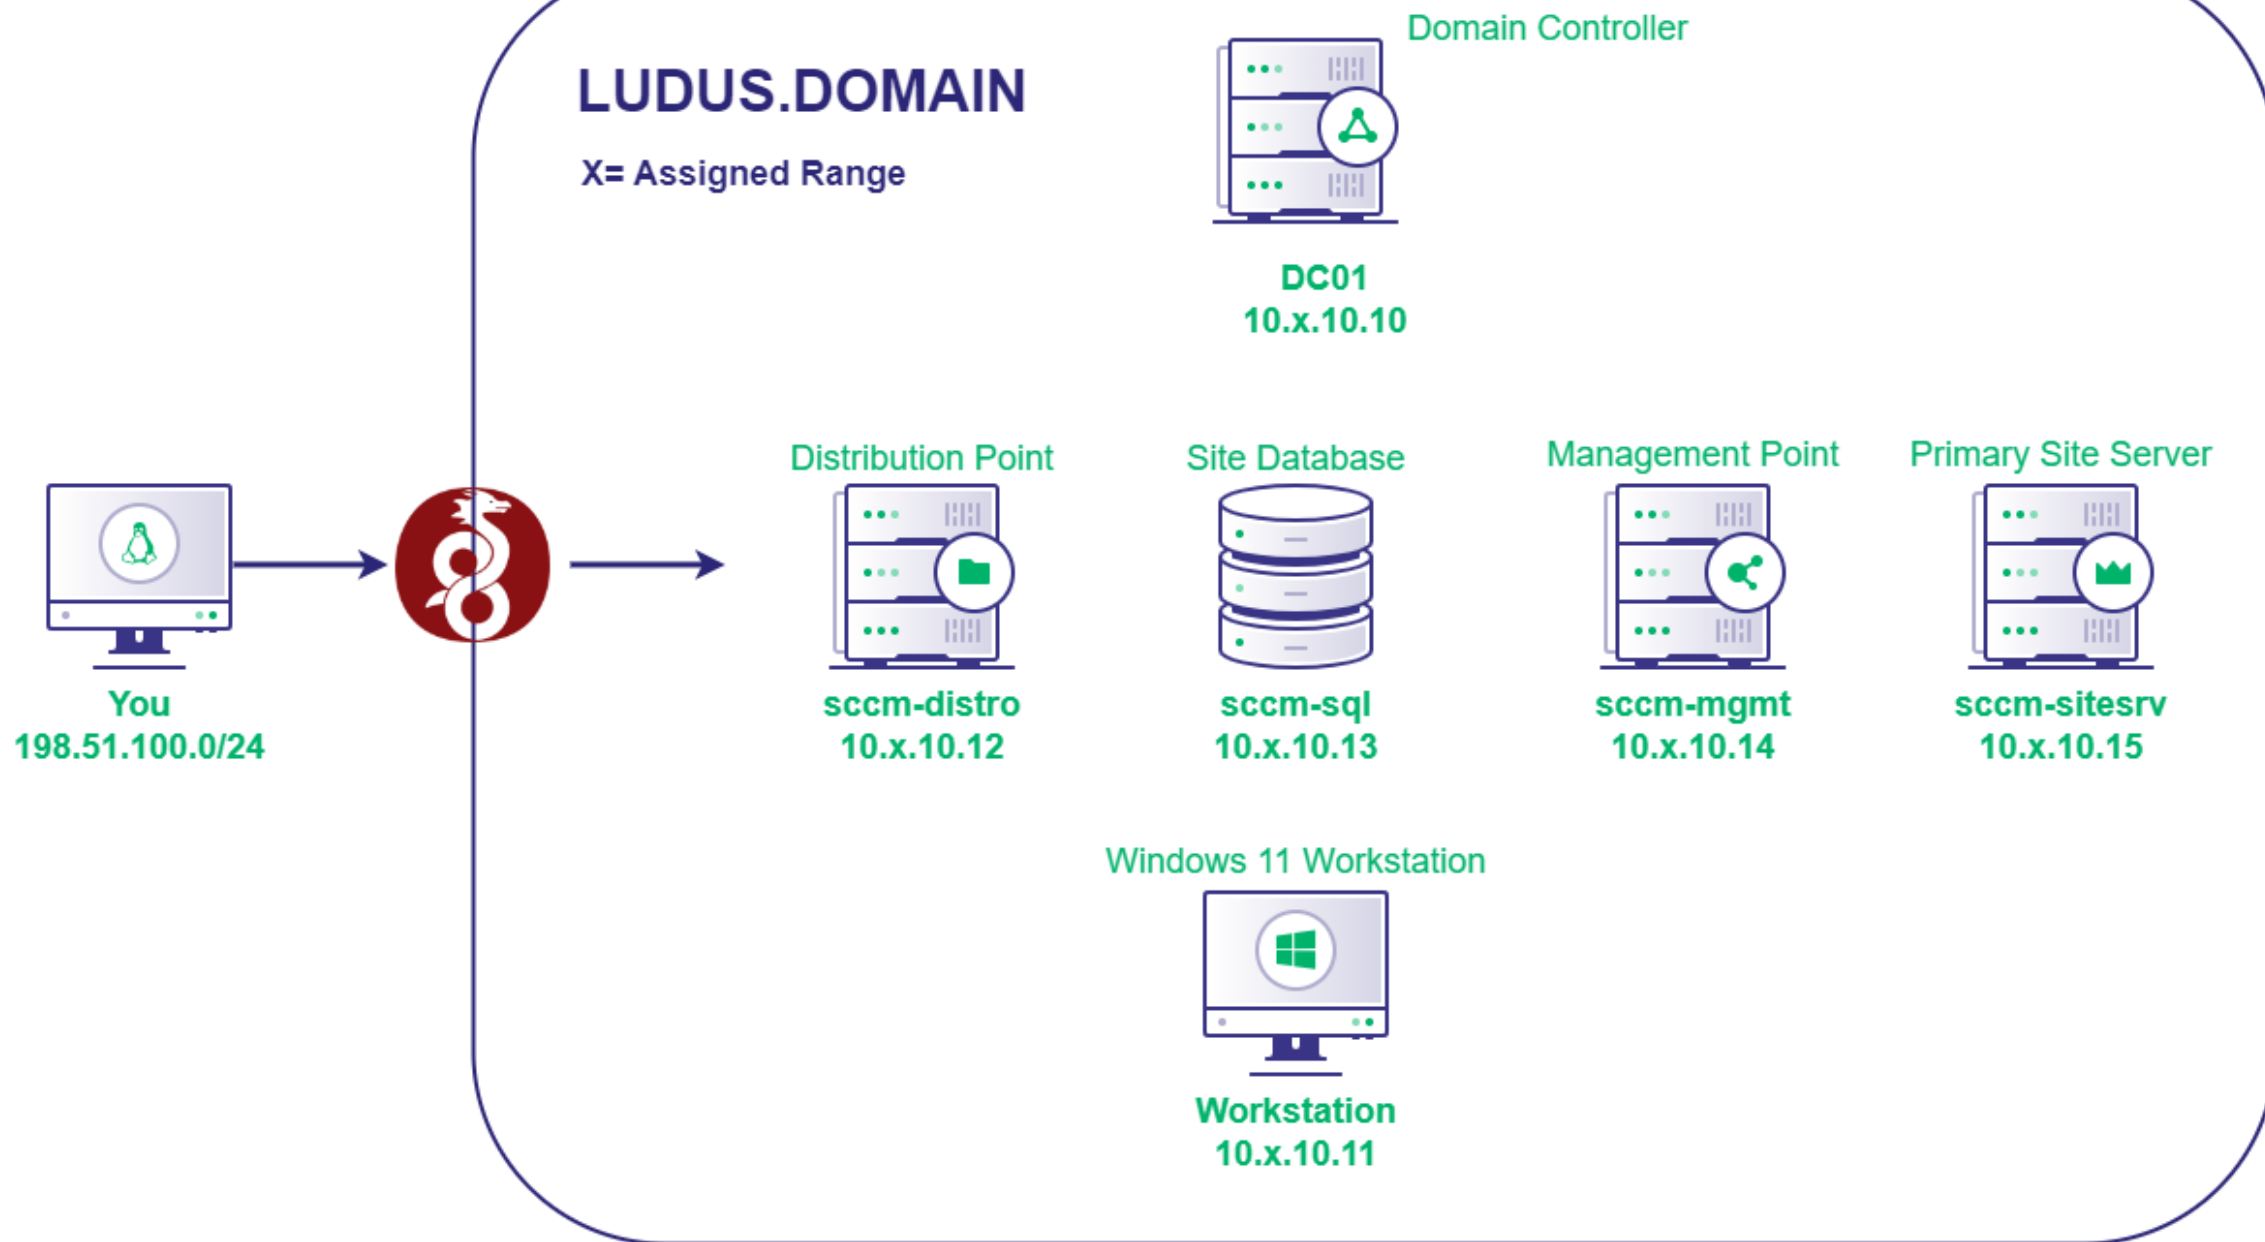 Domain Controller
LUDUS.DOMAIN
X= Assigned Range
DC01
10.x.10.10
Distribution Point
Site Database
Management Point
Primary Site Server
You
198.51.100.0/24
sccm-distro
10.x.10.12
sccm-sql
10.x.10.13
sccm-mgmt
10.x.10.14
sccm-sitesrv
10.x.10.15
Windows 11 Workstation
Workstation
10.x.10.11